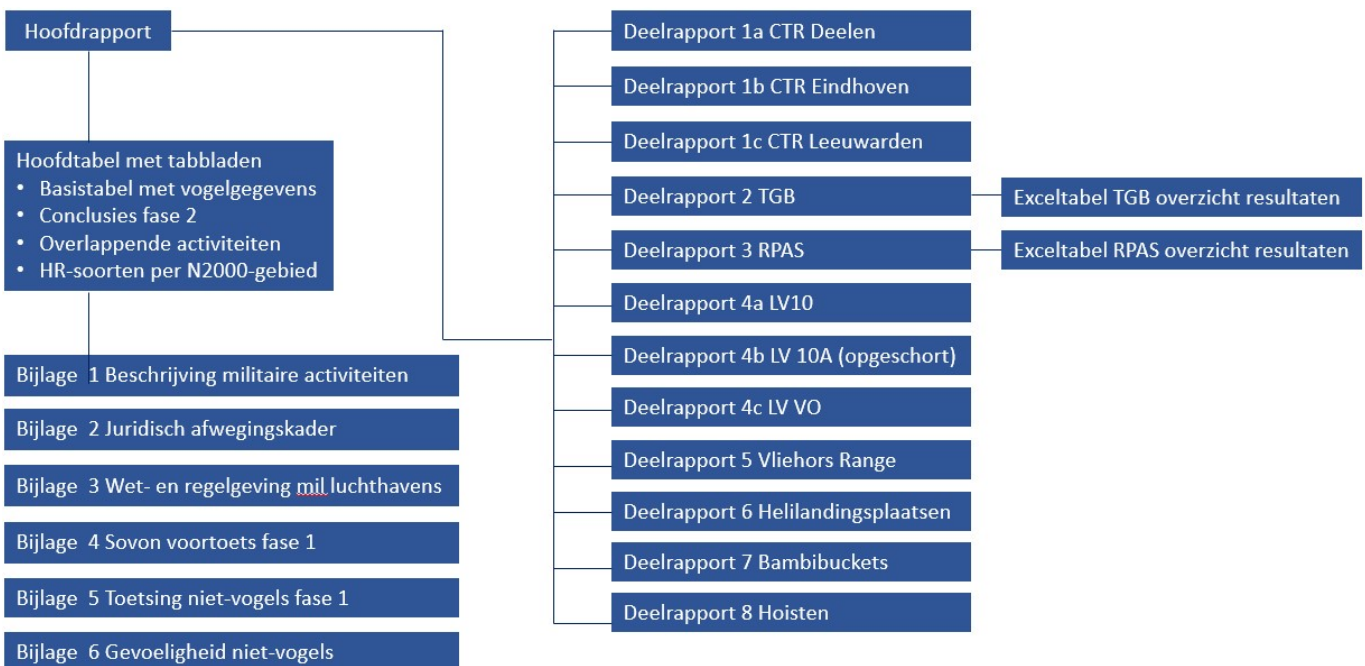 Hoofdrapport
Hoofdtabel met tabbladen
• Basistabel met vogelgegevens
• Conclusies fase 2
• Overlappende activiteiten
• HR-soorten per N2000-gebied
Bijlage 1 Beschrijving militaire activiteiten
Bijlage 2 Juridisch afwegingskader
Bijlage 3 Wet- en regelgeving mil luchthavens
Bijlage 4 Sovon voortoets fase 1
Bijlage 5 Toetsing niet-vogels fase 1
Bijlage 6 Gevoeligheid niet-vogels
Deelrapport 1a CTR Deelen
Deelrapport 1b CTR Eindhoven
Deelrapport 1c CTR Leeuwarden
Deelrapport 2 TGB
Exceltabel TGB overzicht resultaten
Deelrapport 3 RPAS
Exceltabel RPAS overzicht resultaten
Deelrapport 4a LV10
Deelrapport 4b LV 10A (opgeschort)
Deelrapport 4c LV VO
Deelrapport 5 Vliehors Range
Deelrapport 6 Helilandingsplaatsen
Deelrapport 7 Bambibuckets
Deelrapport 8 Hoisten